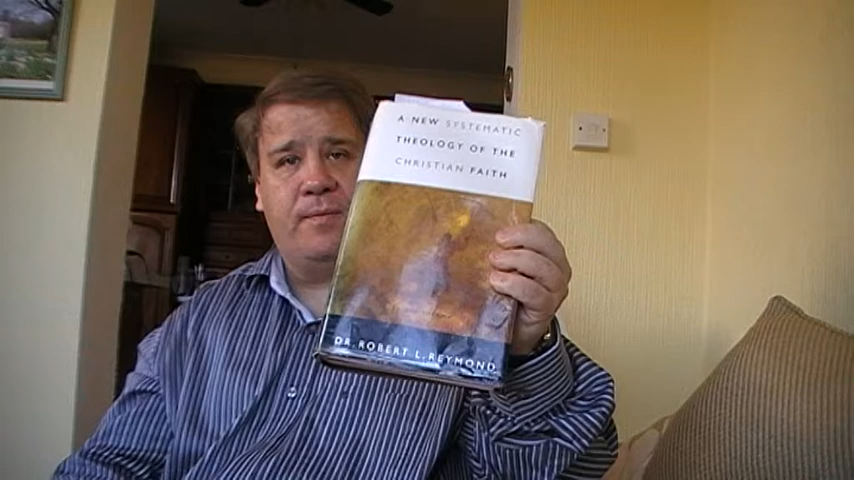 A NEW SYSTEMATIC
THEOLOGY OF THE
CHRISTIAN FAITH
DR. ROBERT L. REYMOND